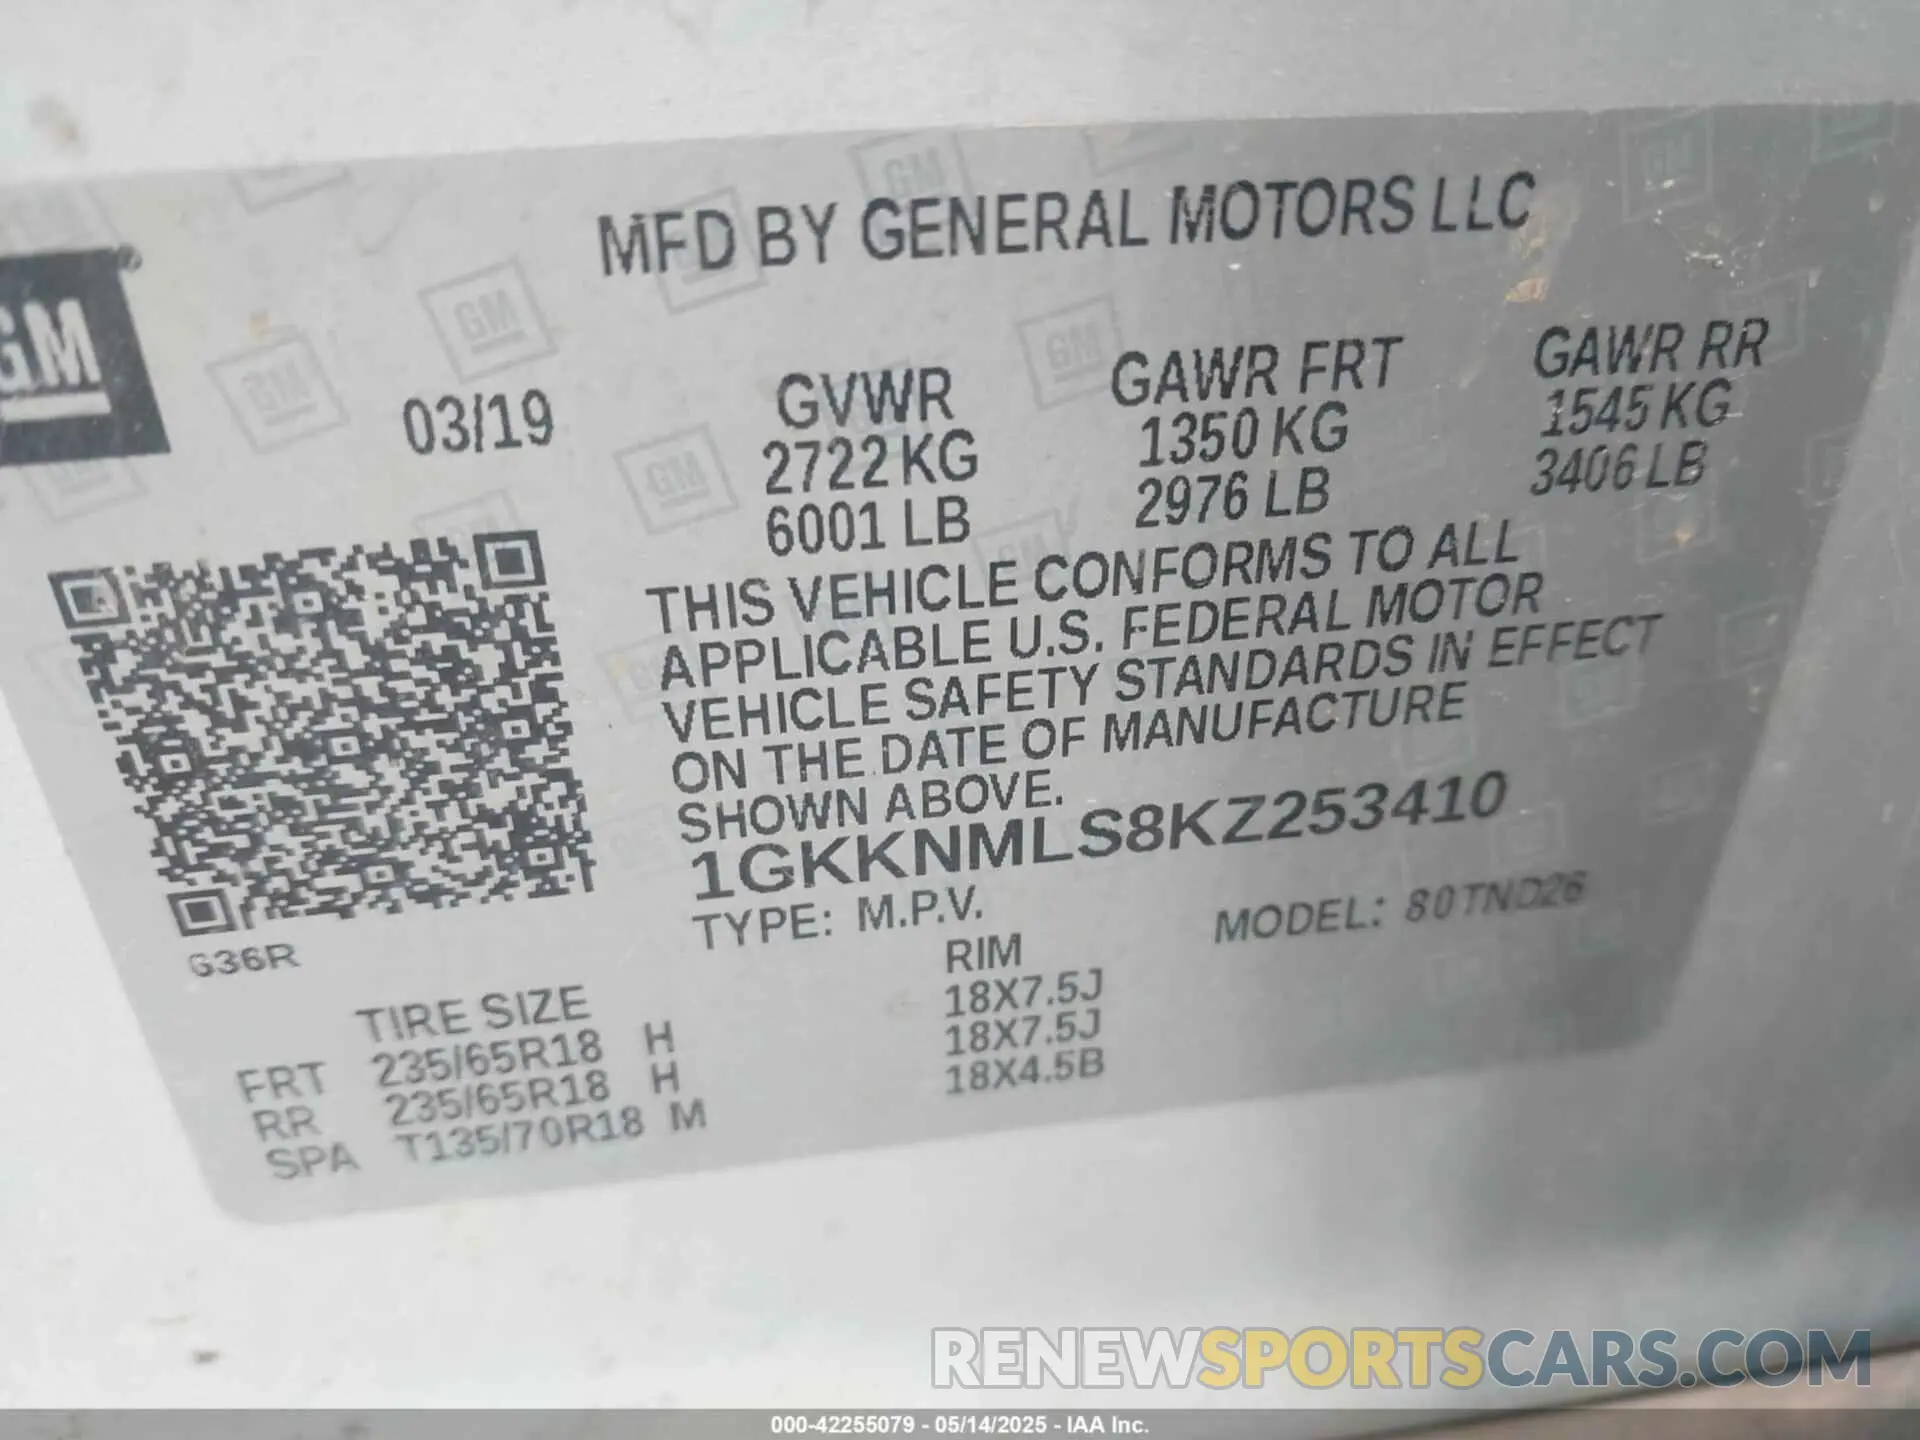 MFD BY GENERAL MOTORS LLC
GM
03/19
GVWR GAWR FRT GAWR RR
2722 KG 1350 KG 1545 KG
6001 LB 2976 LB 3406 LB
THIS VEHICLE CONFORMS TO ALL
APPLICABLE U.S. FEDERAL MOTOR
VEHICLE SAFETY STANDARDS IN EFFECT
ON THE DATE OF MANUFACTURE
SHOWN ABOVE.
1GKKNMLS8KZ253410
TYPE: M.P.V. MODEL: 80TND26
G36R
TIRE SIZE RIM
FRT 235/65R18 H 18X7.5J
RR 235/65R18 H 18X7.5J
SPA T135/70R18 M 18X4.5B
RENEWSPORTSCARS.COM
000-42255079 - 05/14/2025 - IAA Inc.